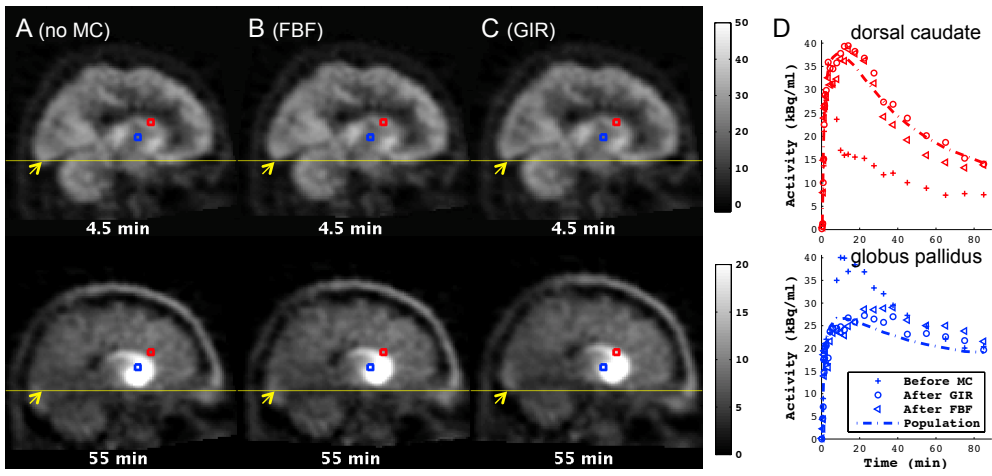 A (no MC)
B (FBF)
C (GIR)
4.5 min
4.5 min
4.5 min
55 min
55 min
55 min
50
40
30
20
10
0
20
15
10
5
0
D
dorsal caudate
Activity (kBq/ml)
40
35
30
25
20
15
10
5
0
0 20 40 60 80
globus pallidus
Activity (kBq/ml)
40
35
30
25
20
15
10
5
0
Before MC
After GIR
After FBF
Population
0 20 40 60 80
Time (min)